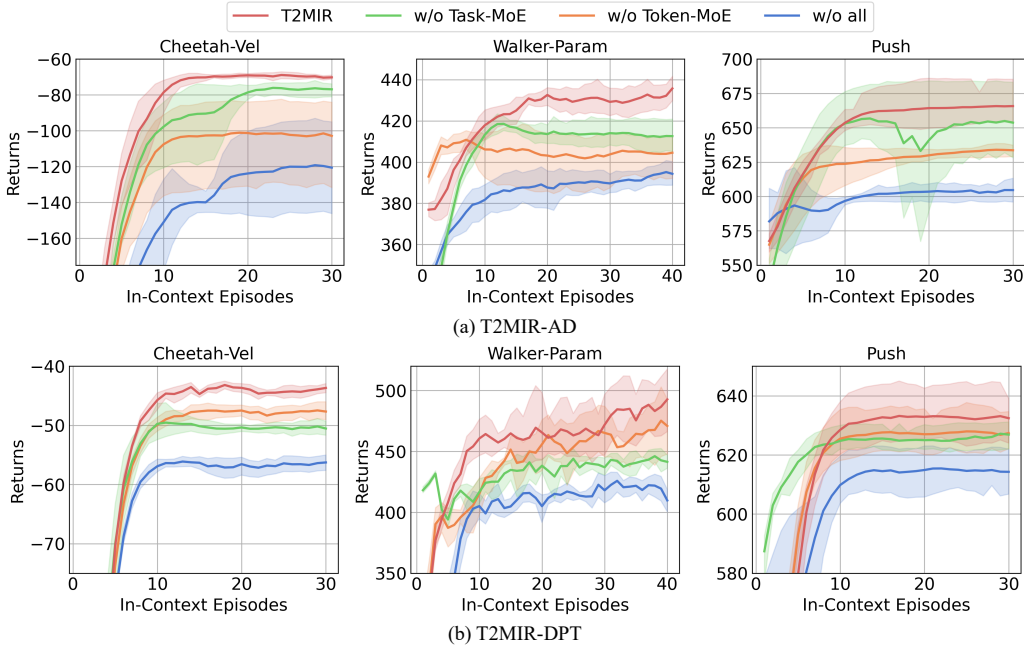 T2MIR w/o Task-MoE w/o Token-MoE w/o all
Cheetah-Vel Walker-Param Push
Returns
−60
−80
−100
−120
−140
−160
0 10 20 30
In-Context Episodes
Returns
440
420
400
380
360
0 10 20 30 40
In-Context Episodes
Returns
700
675
650
625
600
575
550
0 10 20 30
In-Context Episodes
(a) T2MIR-AD
Cheetah-Vel Walker-Param Push
Returns
−40
−50
−60
−70
0 10 20 30
In-Context Episodes
Returns
500
450
400
350
0 10 20 30 40
In-Context Episodes
Returns
640
620
600
580
0 10 20 30
In-Context Episodes
(b) T2MIR-DPT